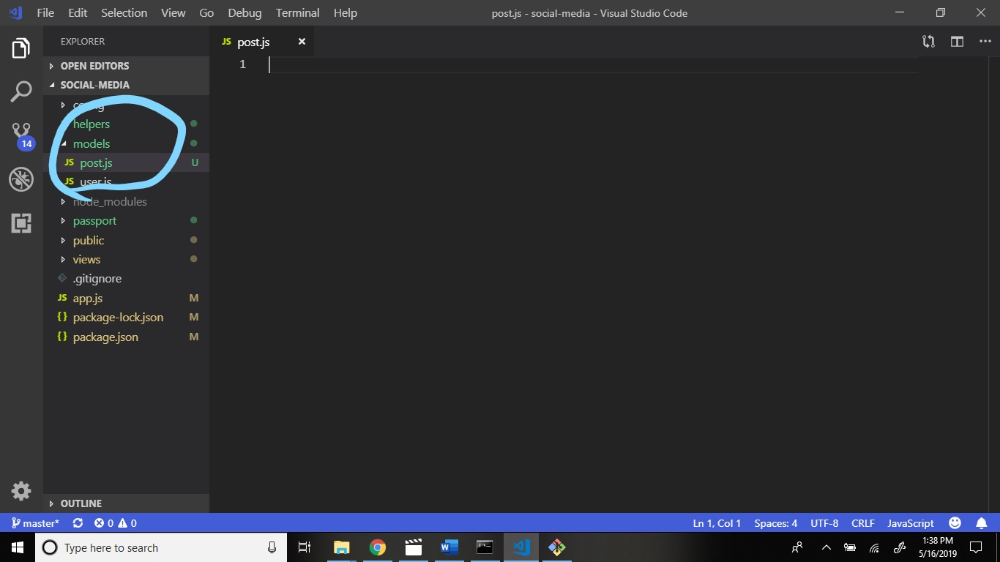 File Edit Selection View Go Debug Terminal Help post.js - social-media - Visual Studio Code
EXPLORER
JS post.js
OPEN EDITORS
1
SOCIAL-MEDIA
config
helpers
models
JS post.js U
14
JS user.js
node_modules
passport
public
views
.gitignore
JS app.js M
{} package-lock.json M
{} package.json M
OUTLINE
master* 0 0 Ln 1, Col 1 Spaces: 4 UTF-8 CRLF JavaScript
Type here to search
1:38 PM
5/16/2019